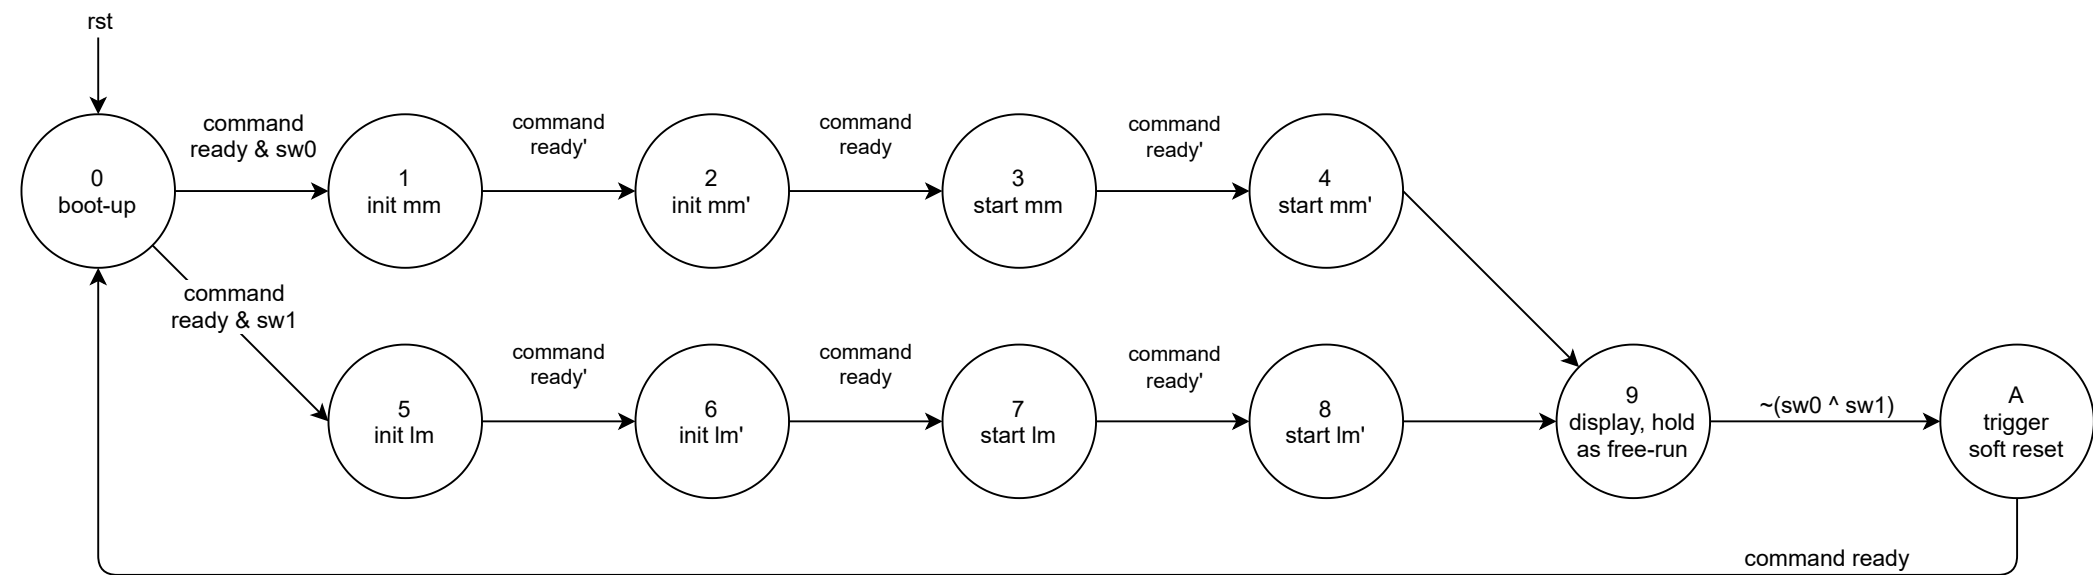 rst
command
ready & sw0
command
ready'
command
ready
command
ready'
0
boot-up
1
init mm
2
init mm'
3
start mm
4
start mm'
command
ready & sw1
command
ready'
command
ready
command
ready'
5
init lm
6
init lm'
7
start lm
8
start lm'
9
display, hold
as free-run
~(sw0 ^ sw1)
A
trigger
soft reset
command ready